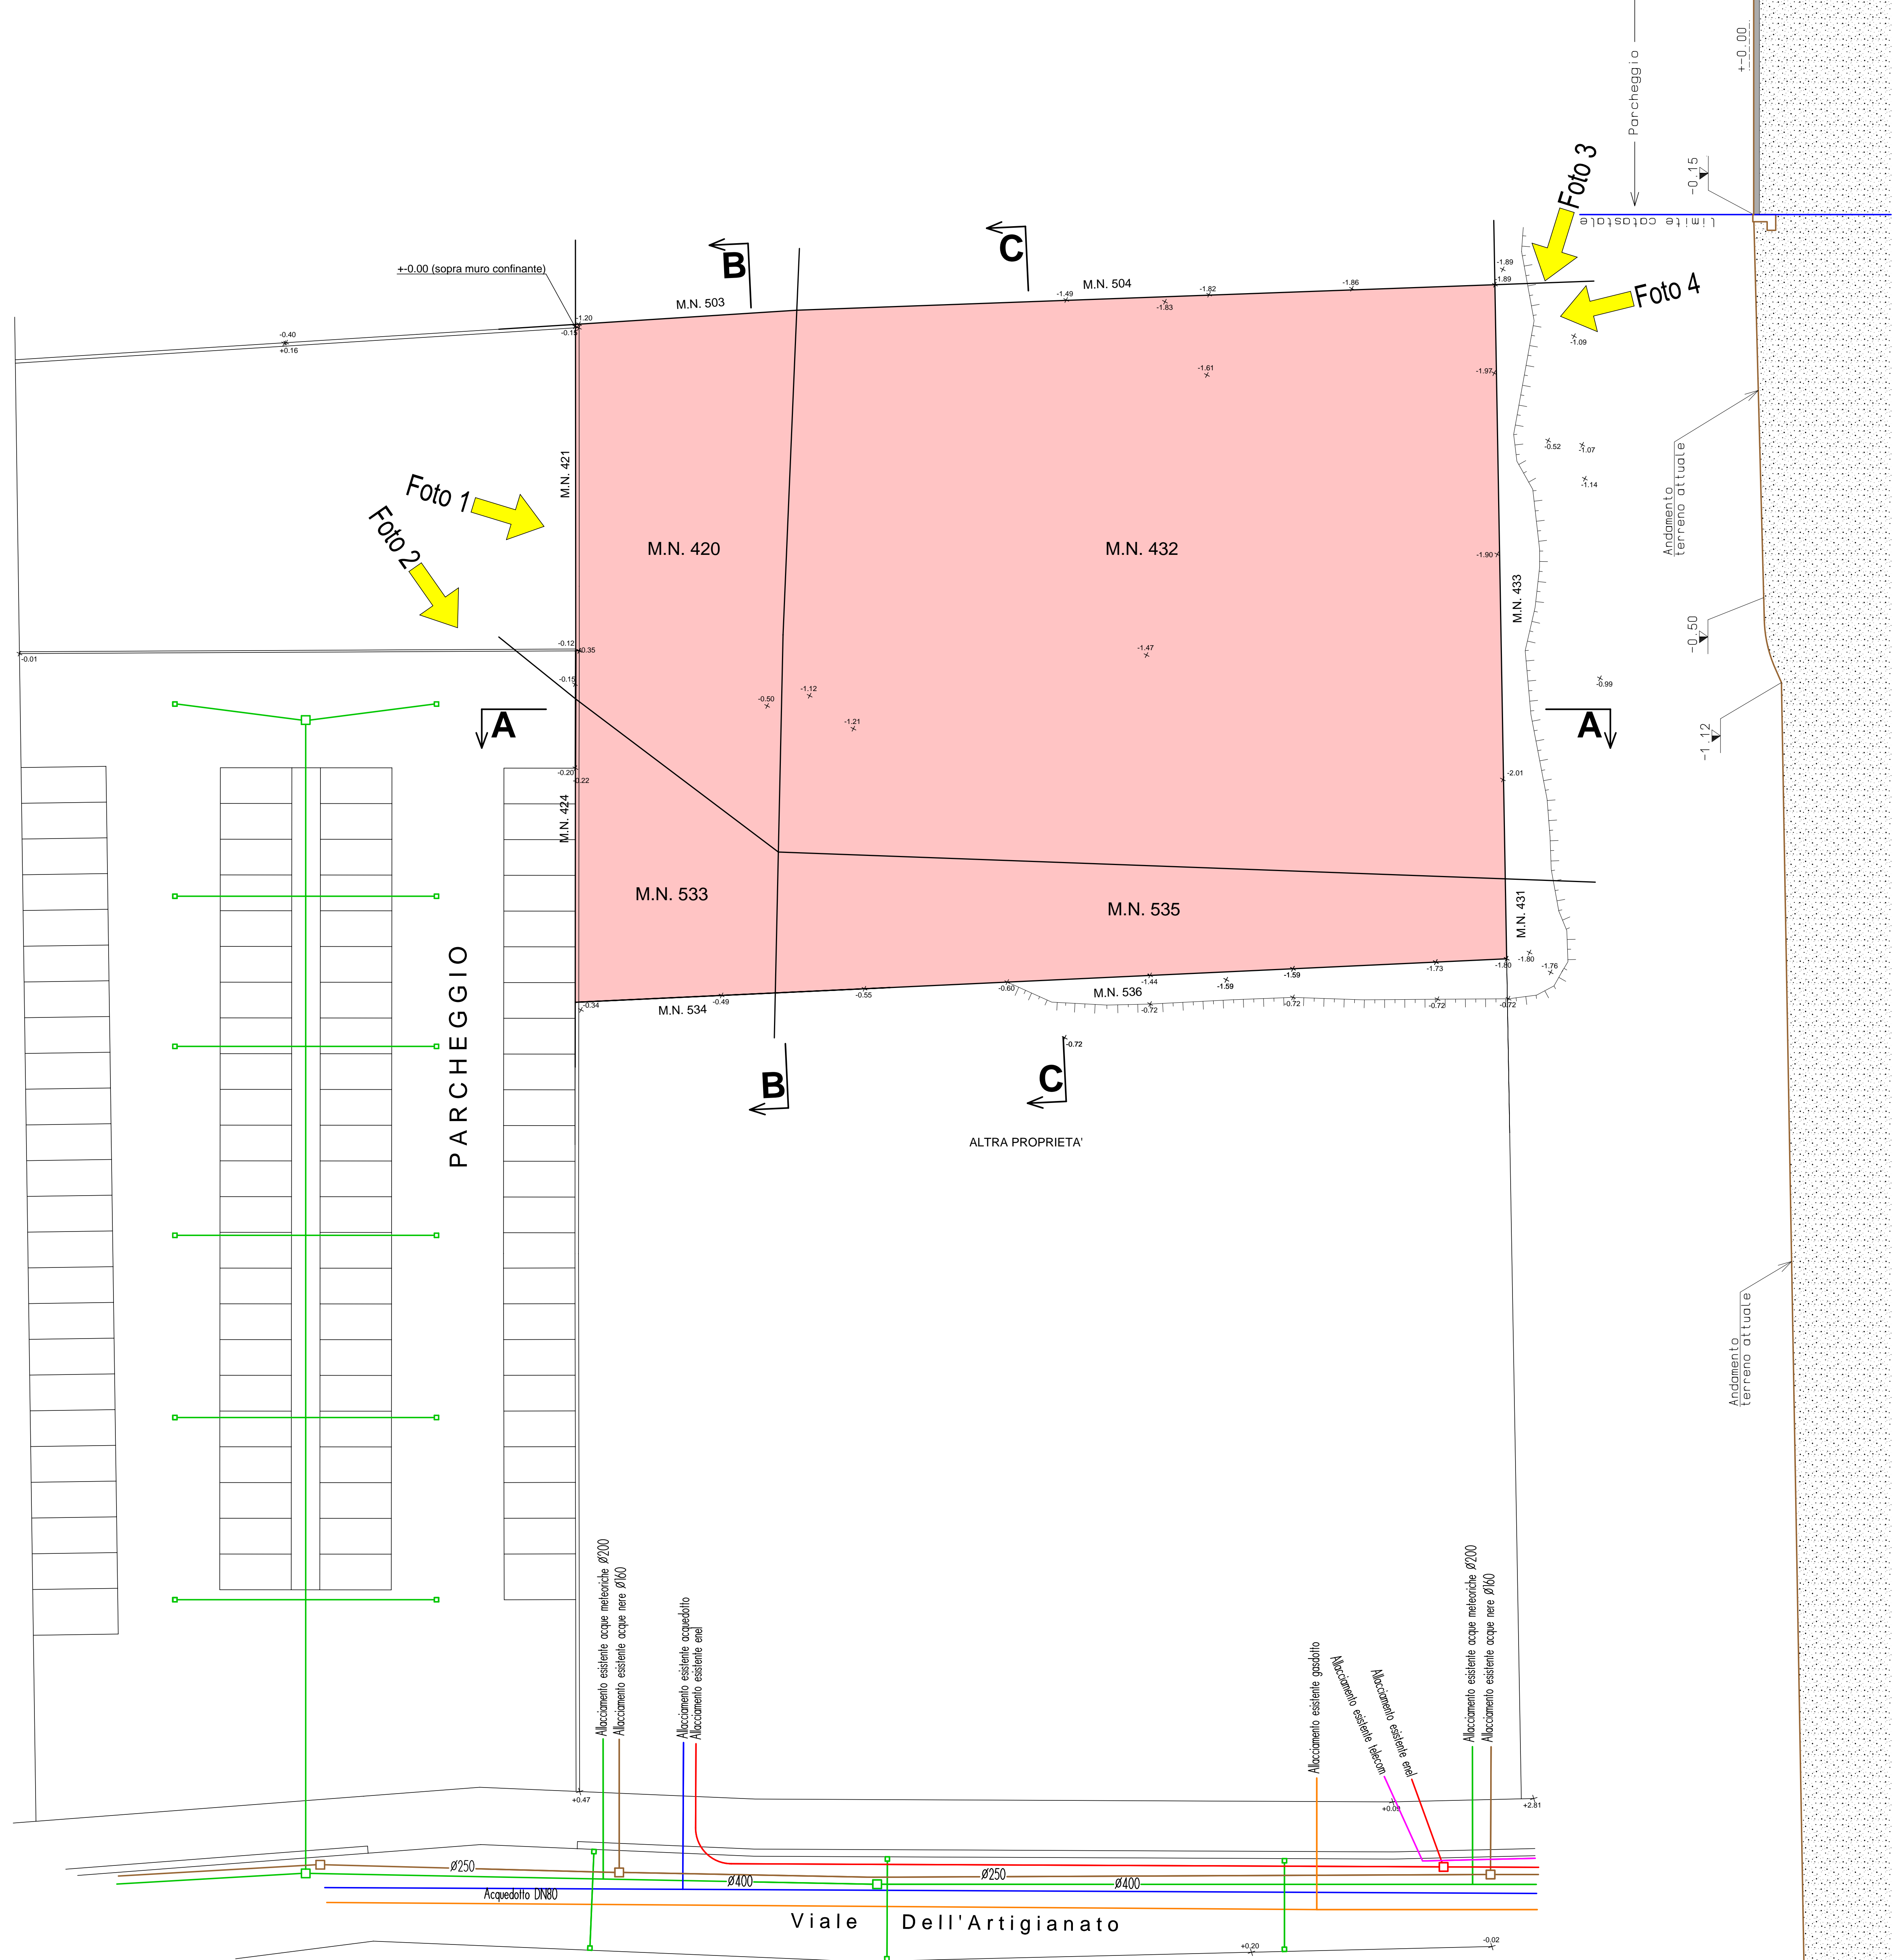 +-0.00
Parcheggio
-0.15
Foto 3
limite catastale
B
C
+-0.00 (sopra muro confinante)
M.N. 503
M.N. 504
-1.49
-1.83
-1.82
-1.86
-1.89
-1.89
Foto 4
-1.20
-0.15
-0.40
+0.16
-1.09
-1.61
-1.97
M.N. 421
Foto 1
Foto 2
M.N. 420
M.N. 432
-1.90
M.N. 433
-0.52
-1.07
-1.14
Andamento
terreno attuale
-0.50
-0.01
-0.12
-0.35
-0.15
-1.47
-0.50
-1.12
-1.21
-0.99
A
A
-1.12
-0.20
-0.22
-2.01
M.N. 424
M.N. 533
M.N. 535
M.N. 431
PARCHEGGIO
-0.34
-0.49
-0.55
-0.60
-1.44
-1.59
-1.59
-1.73
-1.80
-1.80
-1.76
M.N. 534
M.N. 536
-0.72
-0.72
-0.72
-0.72
-0.72
B
C
ALTRA PROPRIETA'
Andamento
terreno attuale
Allacciamento esistente acque meteoriche Ø200
Allacciamento esistente acque nere Ø160
Allacciamento esistente acquedotto
Allacciamento esistente enel
Allacciamento esistente gasdotto
Allacciamento esistente telecom
Allacciamento esistente enel
Allacciamento esistente acque meteoriche Ø200
Allacciamento esistente acque nere Ø160
+0.47
+0.09
+2.81
Ø250
Ø400
Ø250
Ø400
Acquedotto DN80
Viale Dell'Artigianato
+0.20
-0.02